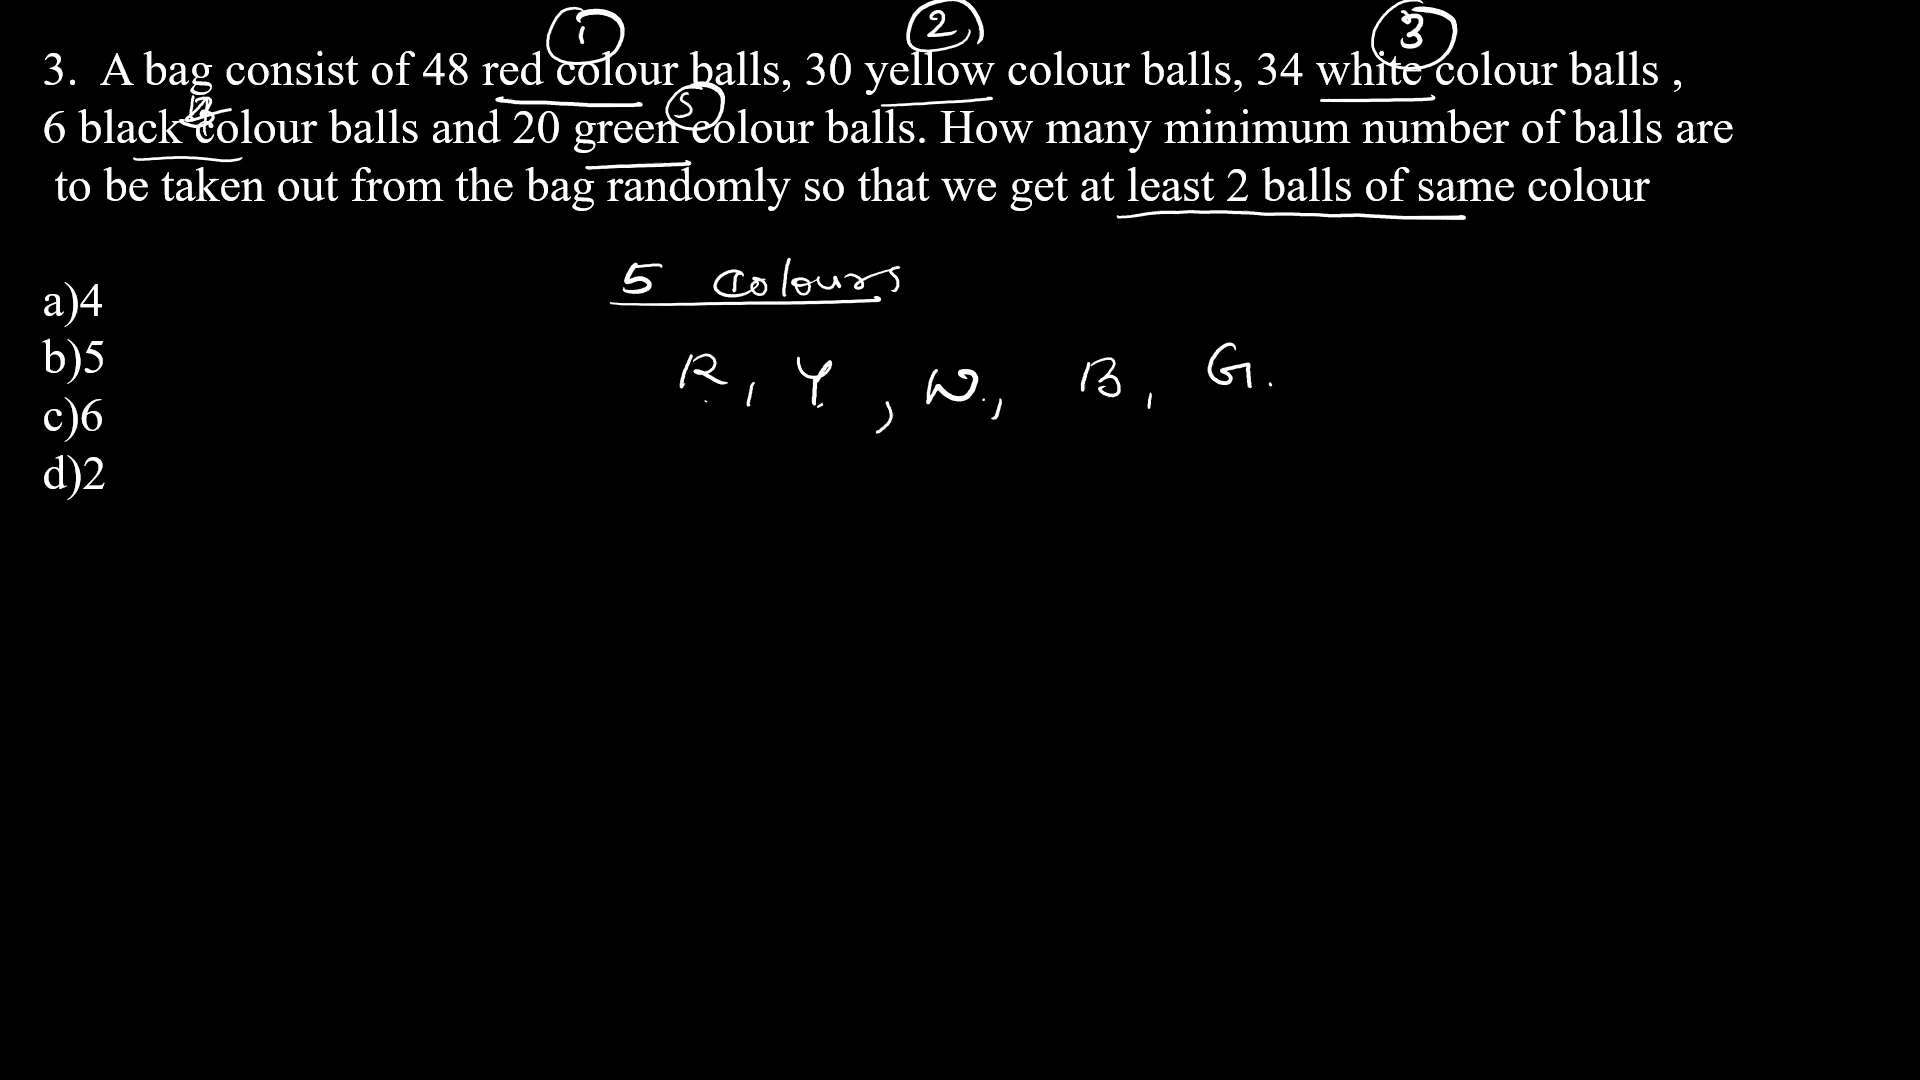 1 2 3
3. A bag consist of 48 red colour balls, 30 yellow colour balls, 34 white colour balls ,
4 5
6 black colour balls and 20 green colour balls. How many minimum number of balls are
to be taken out from the bag randomly so that we get at least 2 balls of same colour
5 colours
a)4
R, Y, W, B, G.
b)5
c)6
d)2